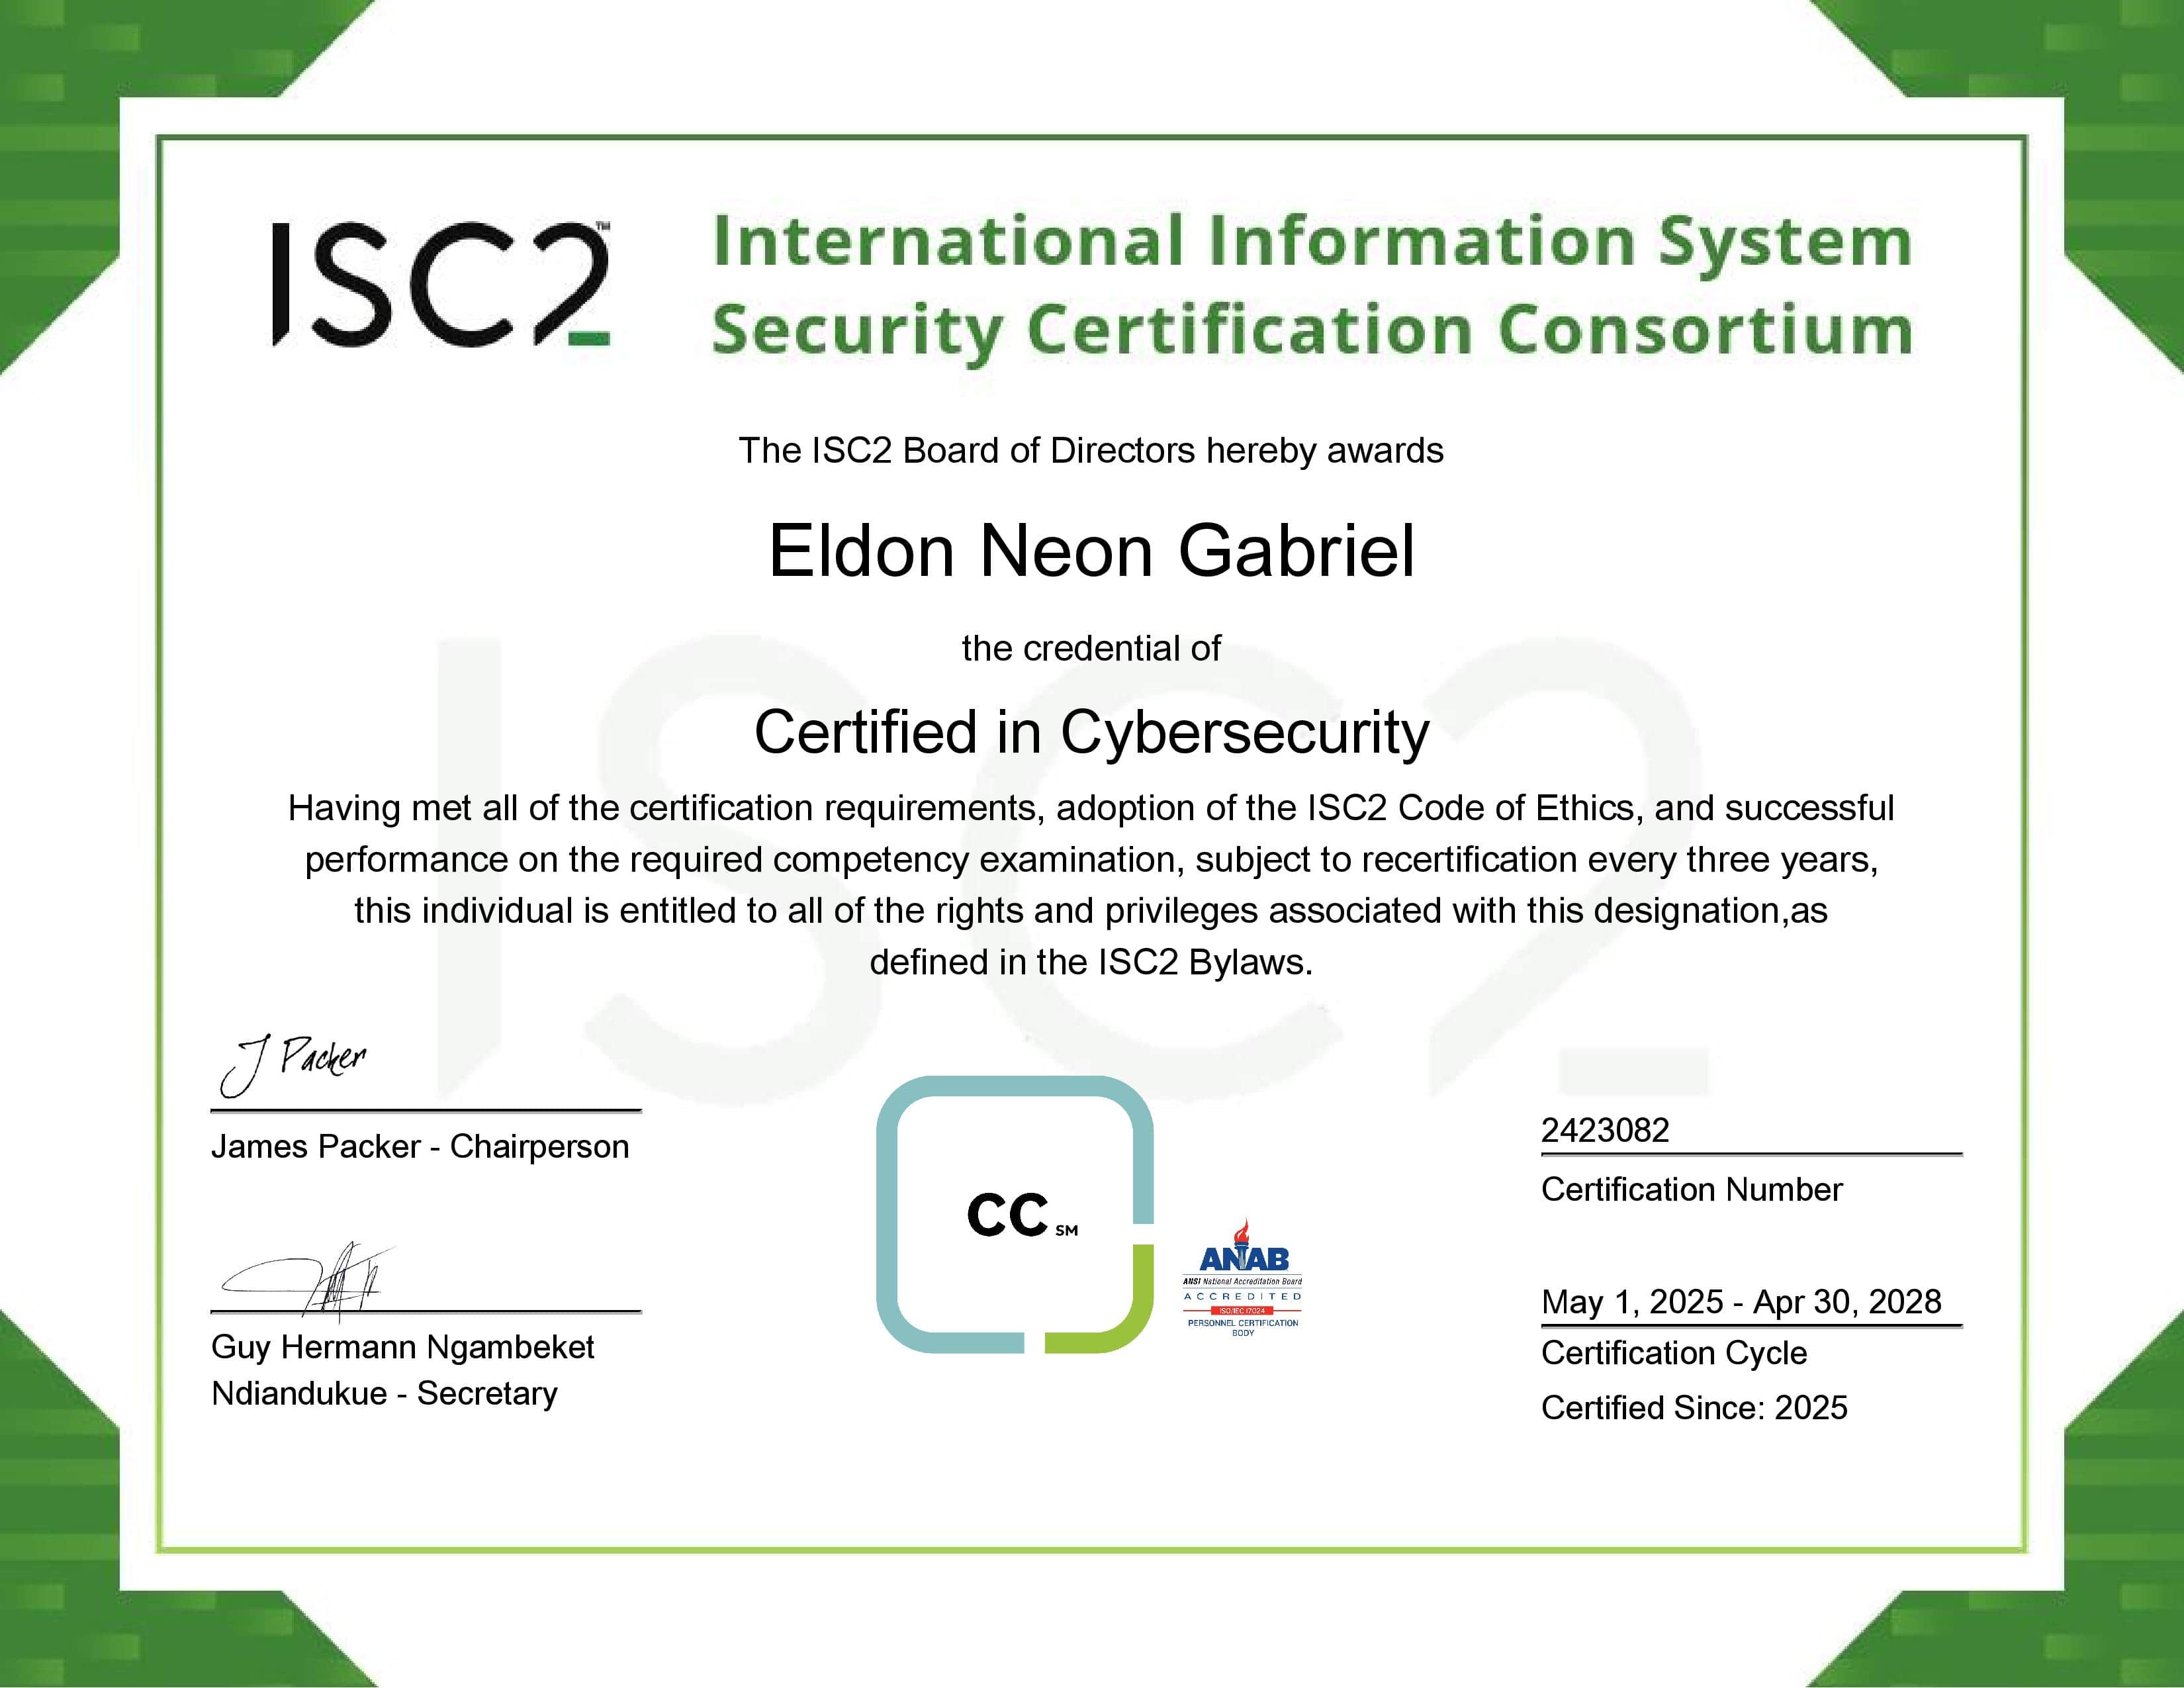 ISC2™
International Information System
Security Certification Consortium
The ISC2 Board of Directors hereby awards
Eldon Neon Gabriel
the credential of
Certified in Cybersecurity
Having met all of the certification requirements, adoption of the ISC2 Code of Ethics, and successful
performance on the required competency examination, subject to recertification every three years,
this individual is entitled to all of the rights and privileges associated with this designation,as
defined in the ISC2 Bylaws.
ISC2
J Packer
James Packer - Chairperson
Guy Hermann Ngambeket
Ndiandukue - Secretary
CC SM
ANAB
ANSI National Accreditation Board
ACCREDITED
ISO/IEC 17024
PERSONNEL CERTIFICATION
BODY
2423082
Certification Number
May 1, 2025 - Apr 30, 2028
Certification Cycle
Certified Since: 2025